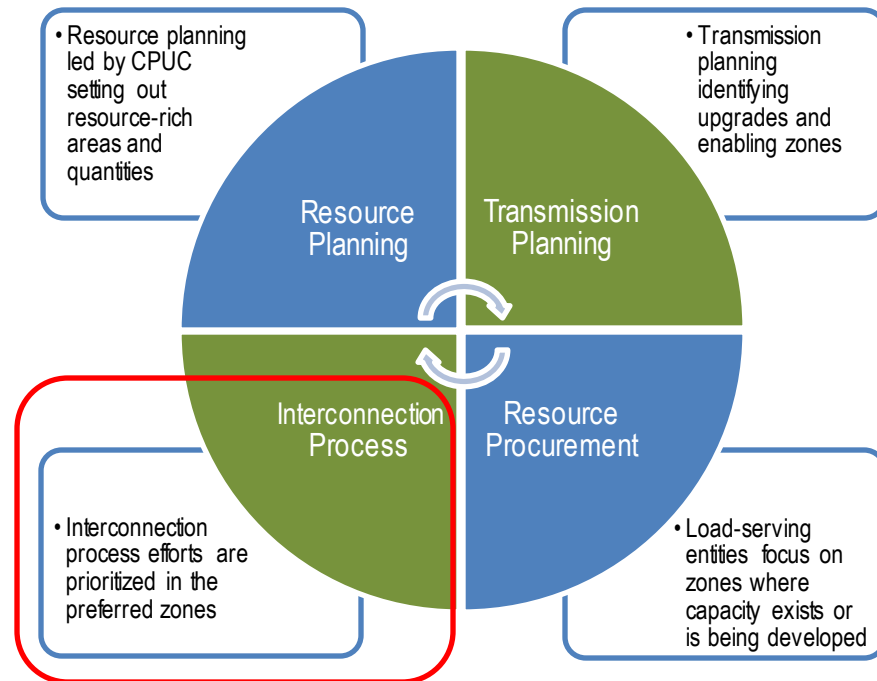 • Resource planning
led by CPUC
setting out
resource-rich
areas and
quantities
• Transmission
planning
identifying
upgrades and
enabling zones
Resource
Planning
Transmission
Planning
Interconnection
Process
Resource
Procurement
• Interconnection
process efforts are
prioritized in the
preferred zones
• Load-serving
entities focus on
zones where
capacity exists or
is being developed